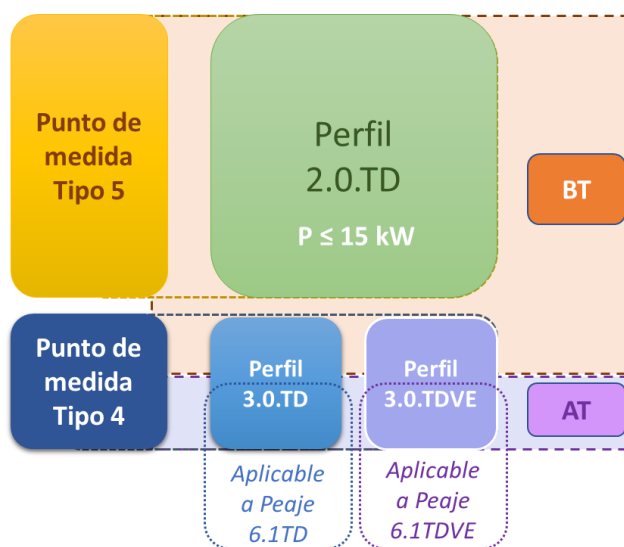 Punto de
medida
Tipo 5
Perfil
2.0.TD
P ≤ 15 kW
BT
Punto de
medida
Tipo 4
Perfil
3.0.TD
Perfil
3.0.TDVE
AT
Aplicable
a Peaje
6.1TD
Aplicable
a Peaje
6.1TDVE